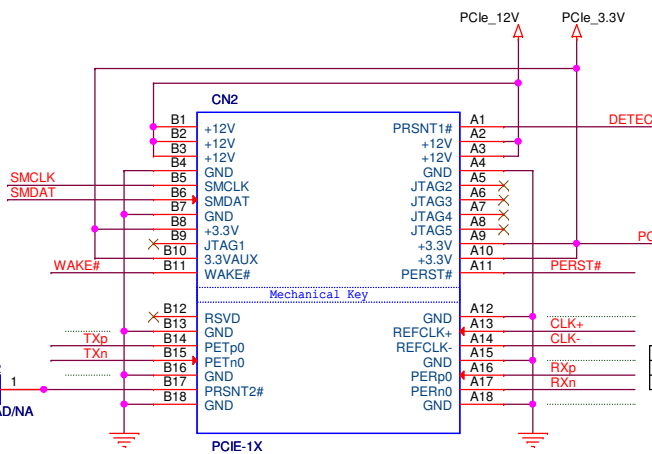 PCIe_12V PCIe_3.3V
CN2
B1 +12V PRSNT1# A1 DETEC
B2 +12V +12V A2
B3 +12V +12V A3
B4 GND GND A4
SMCLK B5 SMCLK JTAG2 A5
SMDAT B6 SMDAT JTAG3 A6
B7 GND JTAG4 A7
B8 +3.3V JTAG5 A8
B9 JTAG1 +3.3V A9 PC
B10 3.3VAUX +3.3V A10
WAKE# B11 WAKE# PERST# A11 PERST#
Mechanical Key
B12 RSVD GND A12
B13 GND REFCLK+ A13 CLK+
TXp B14 PETp0 REFCLK- A14 CLK-
TXn B15 PETn0 GND A15
B16 GND PERp0 A16 RXp
1 B17 PRSNT2# PERn0 A17 RXn
B18 GND GND A18
AD/NA
PCIE-1X